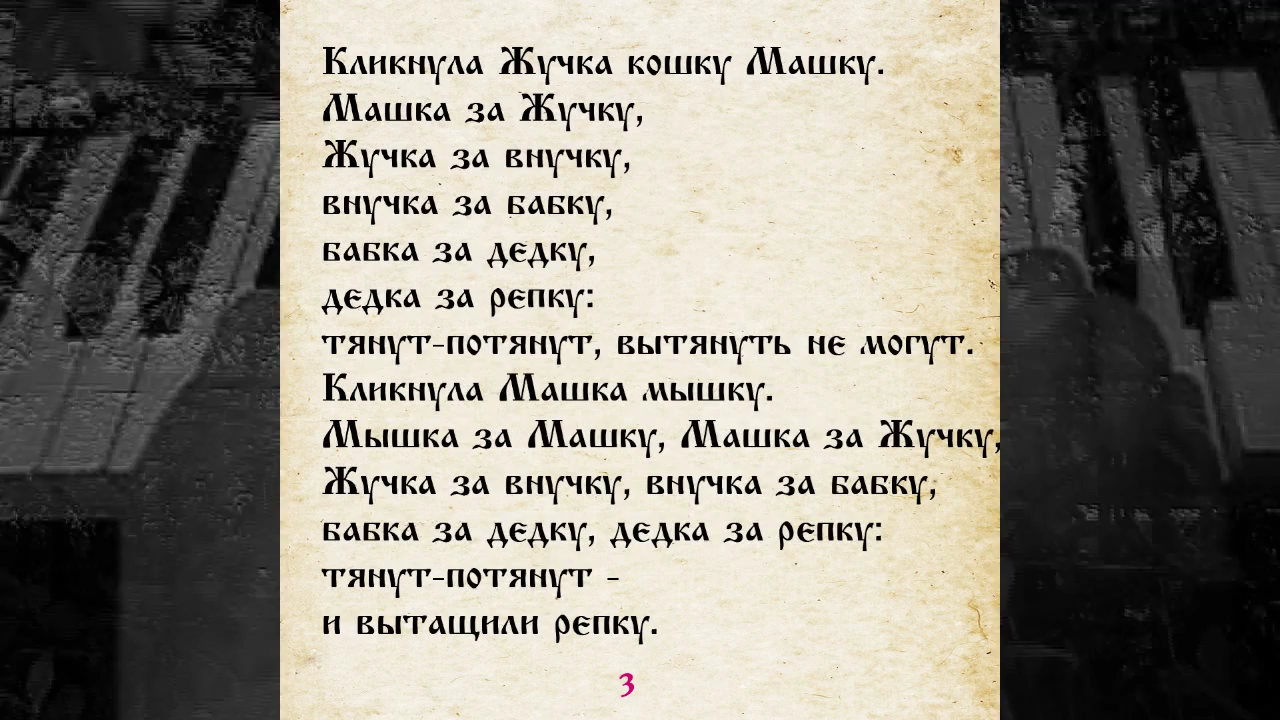 Кликнула Жучка кошку Машку.
Машка за Жучку,
Жучка за внучку,
внучка за бабку,
бабка за дедку,
дедка за репку:
тянут-потянут, вытянуть не могут.
Кликнула Машка мышку.
Мышка за Машку, Машка за Жучку,
Жучка за внучку, внучка за бабку,
бабка за дедку, дедка за репку:
тянут-потянут -
и вытащили репку.
3